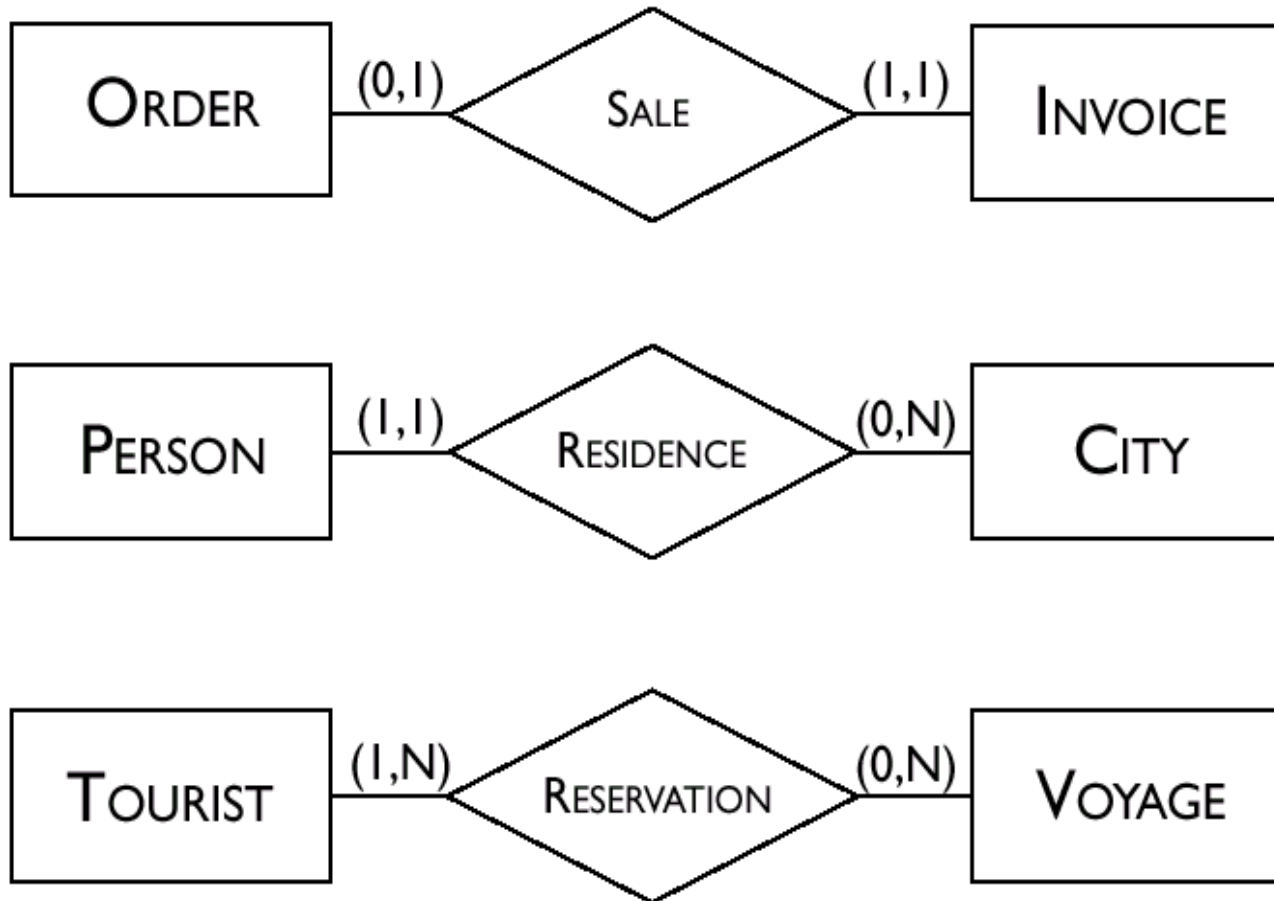 ORDER (0,1) SALE (1,1) INVOICE
PERSON (1,1) RESIDENCE (0,N) CITY
TOURIST (1,N) RESERVATION (0,N) VOYAGE